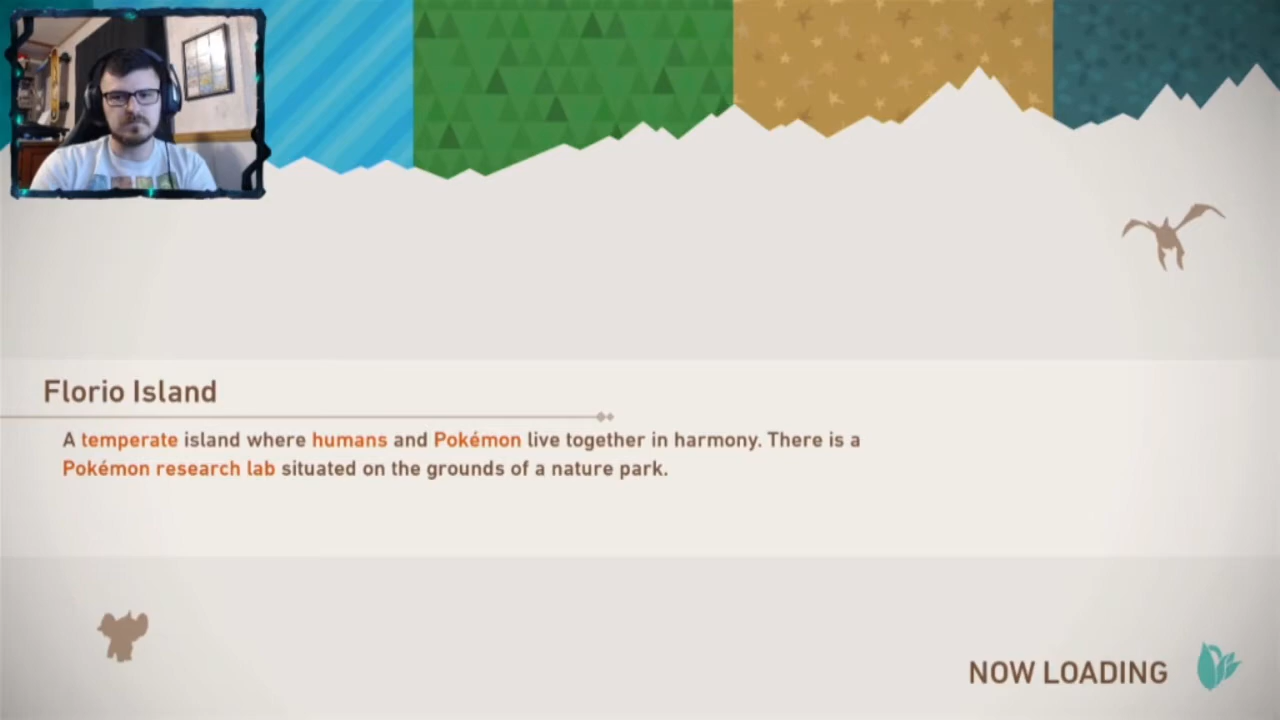 Florio Island
A temperate island where humans and Pokémon live together in harmony. There is a
Pokémon research lab situated on the grounds of a nature park.
NOW LOADING